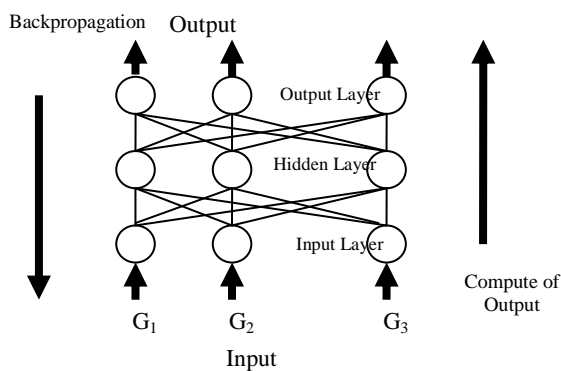 Backpropagation
Output
Output Layer
Hidden Layer
Input Layer
Compute of
Output
G₁ G₂ G₃
Input